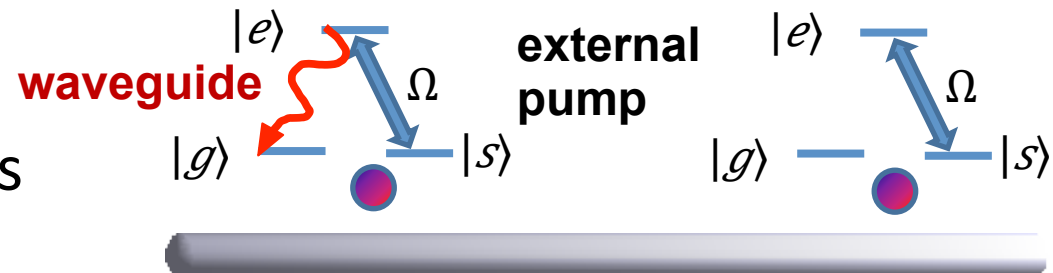 |e⟩ external |e⟩
waveguide Ω pump Ω
s |g⟩ |s⟩ |g⟩ |s⟩